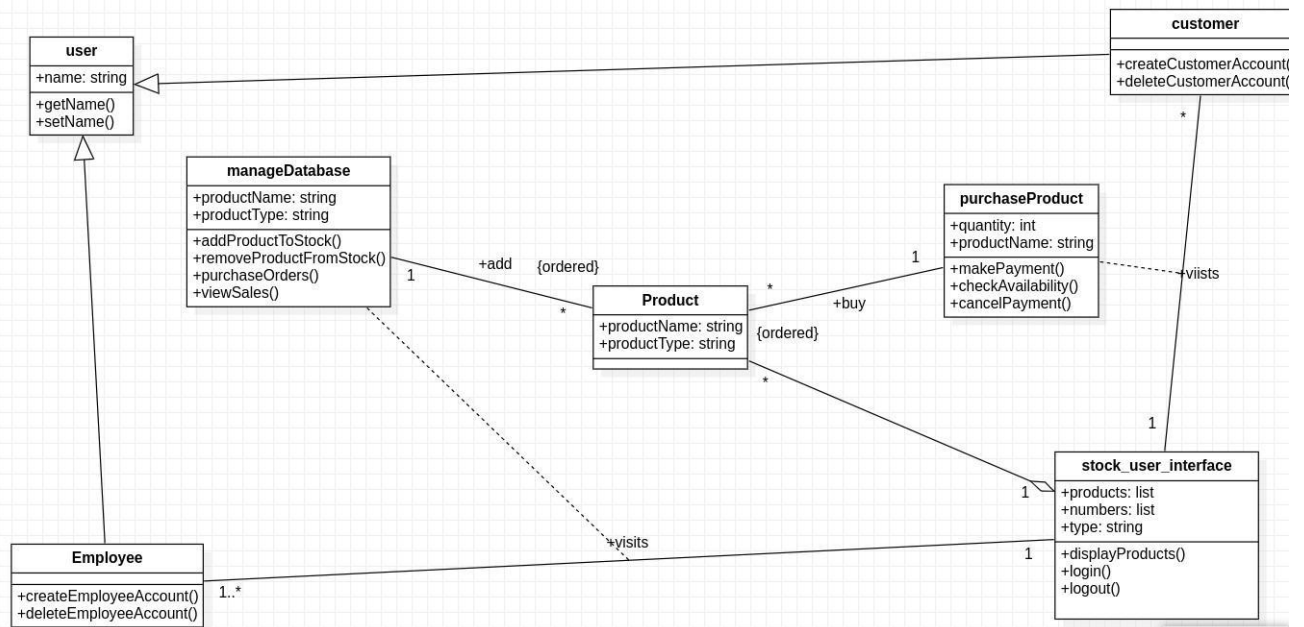 customer
+createCustomerAccount(
+deleteCustomerAccount(
user
+name: string
+getName()
+setName()
*
manageDatabase
+productName: string
+productType: string
+addProductToStock()
+removeProductFromStock()
+purchaseOrders()
+viewSales()
1
+add
{ordered}
*
Product
+productName: string
+productType: string
*
+buy
{ordered}
*
1
purchaseProduct
+quantity: int
+productName: string
+makePayment()
+checkAvailability()
+cancelPayment()
+viists
1
stock_user_interface
+products: list
+numbers: list
+type: string
+displayProducts()
+login()
+logout()
1
1
+visits
Employee
+createEmployeeAccount()
+deleteEmployeeAccount()
1..*